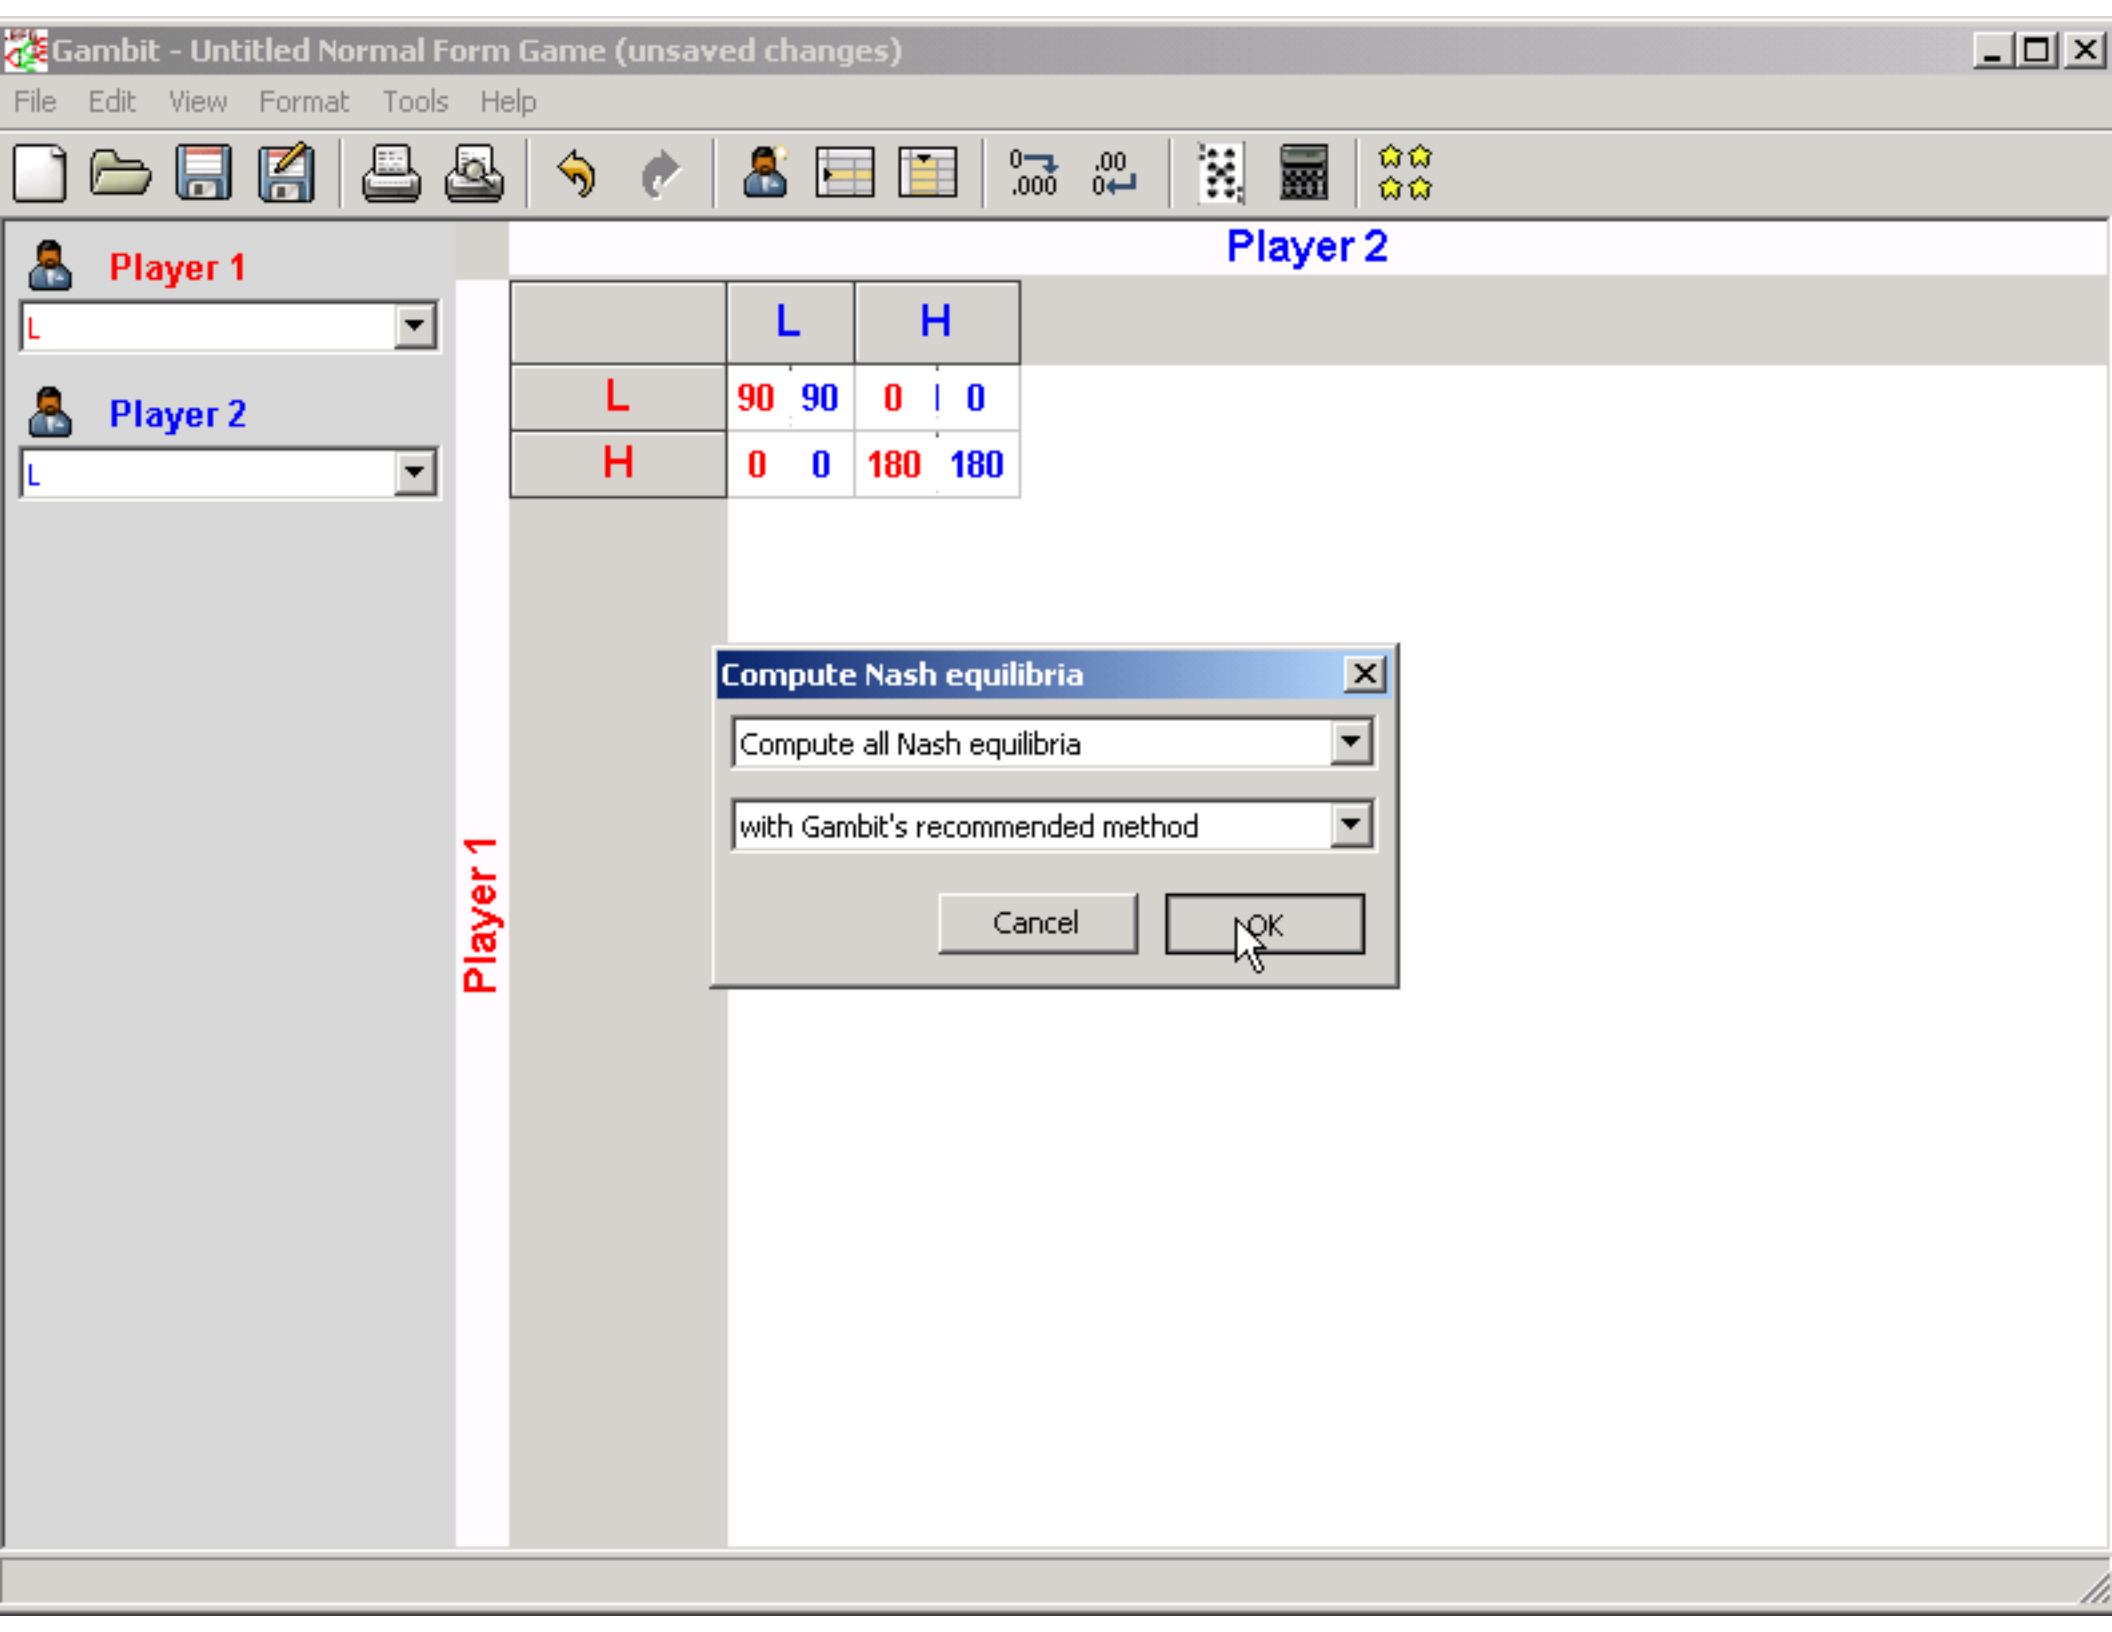 Gambit - Untitled Normal Form Game (unsaved changes)
File Edit View Format Tools Help
0 .000 .00 0
Player 1
L
Player 2
L
Player 2
L H
L 90 90 0 0
H 0 0 180 180
Player 1
Compute Nash equilibria
Compute all Nash equilibria
with Gambit's recommended method
Cancel OK